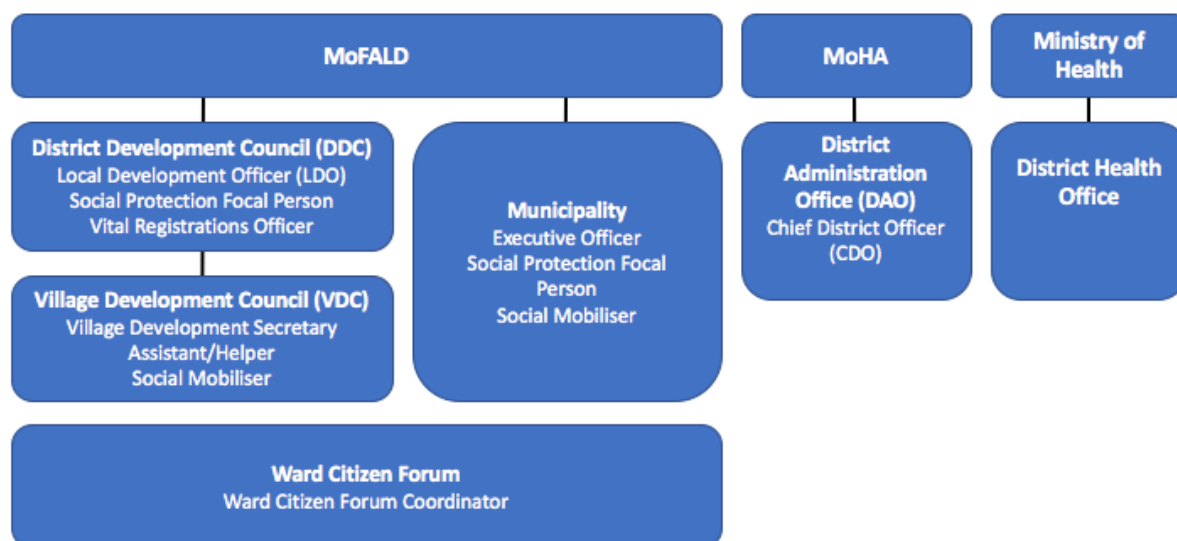 MoFALD
MoHA
Ministry of
Health
District Development Council (DDC)
Local Development Officer (LDO)
Social Protection Focal Person
Vital Registrations Officer
Municipality
Executive Officer
Social Protection Focal
Person
Social Mobiliser
District
Administration
Office (DAO)
Chief District Officer
(CDO)
District Health
Office
Village Development Council (VDC)
Village Development Secretary
Assistant/Helper
Social Mobiliser
Ward Citizen Forum
Ward Citizen Forum Coordinator